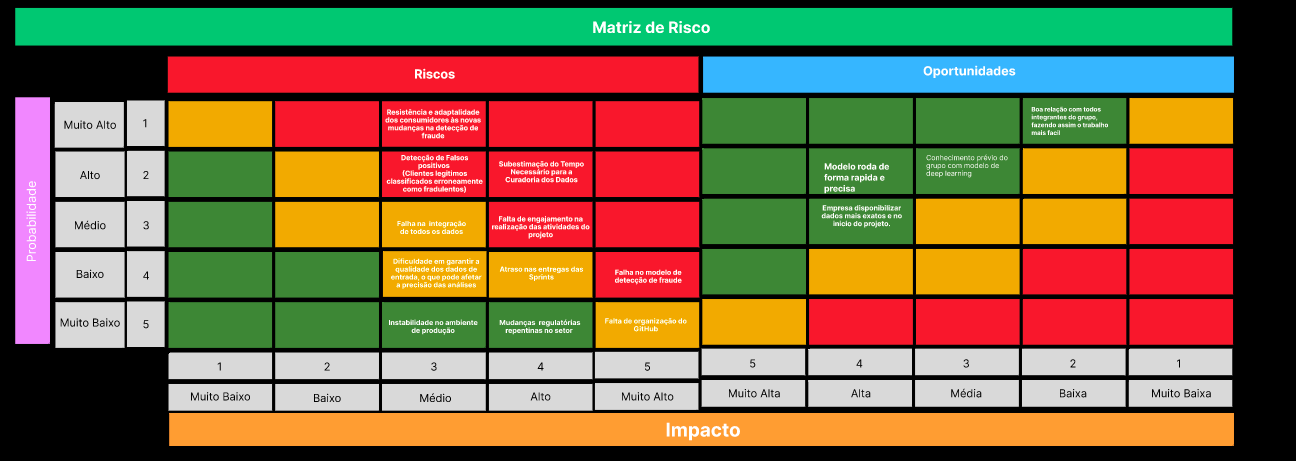 Matriz de Risco
Riscos
Oportunidades
Probabilidade
Muito Alto
1
Resistência e adaptalidade
dos consumidores às novas
mudanças na detecção de
fraude
Boa relação com todos
integrantes do grupo,
fazendo assim o trabalho
mais facil
Alto
2
Detecção de Falsos
positivos
(Clientes legítimos
classificados erroneamente
como fradulentos)
Subestimação do Tempo
Necessário para a
Curadoria dos Dados
Modelo roda de
forma rapida e
precisa
Conhecimento prévio do
grupo com modelo de
deep learning
Médio
3
Falha na integração
de todos os dados
Falta de engajamento na
realização das atividades do
projeto
Empresa disponibilizar
dados mais exatos e no
início do projeto.
Baixo
4
Dificuldade em garantir a
qualidade dos dados de
entrada, o que pode afetar
a precisão das análises
Atraso nas entregas das
Sprints
Falha no modelo de
detecção de fraude
Muito Baixo
5
Instabilidade no ambiente
de produção
Mudanças regulatórias
repentinas no setor
Falta de organização do
GitHub
1
2
3
4
5
5
4
3
2
1
Muito Baixo
Baixo
Médio
Alto
Muito Alto
Muito Alta
Alta
Média
Baixa
Muito Baixa
Impacto